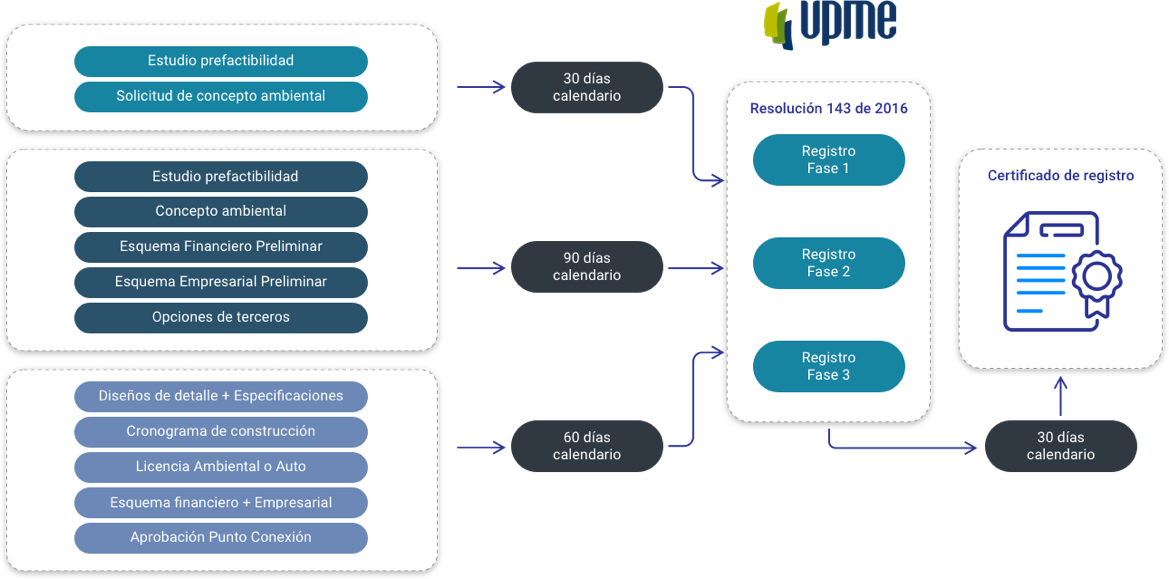 upme
Estudio prefactibilidad
Solicitud de concepto ambiental
30 días
calendario
Estudio prefactibilidad
Concepto ambiental
Esquema Financiero Preliminar
Esquema Empresarial Preliminar
Opciones de terceros
90 días
calendario
Diseños de detalle + Especificaciones
Cronograma de construcción
Licencia Ambiental o Auto
Esquema financiero + Empresarial
Aprobación Punto Conexión
60 días
calendario
Resolución 143 de 2016
Registro
Fase 1
Registro
Fase 2
Registro
Fase 3
30 días
calendario
Certificado de registro